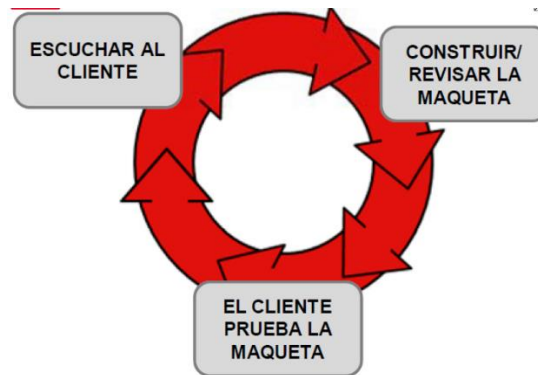 ESCUCHAR AL
CLIENTE
CONSTRUIR/
REVISAR LA
MAQUETA
EL CLIENTE
PRUEBA LA
MAQUETA